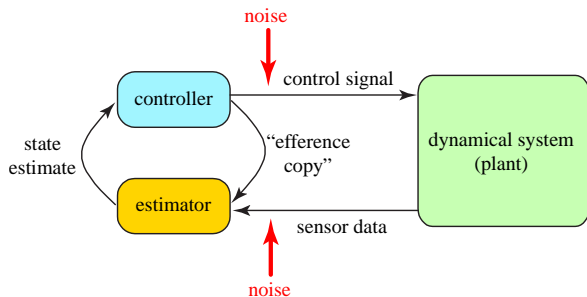 noise
control signal
controller
dynamical system
(plant)
"efference
copy"
state
estimate
estimator
sensor data
noise